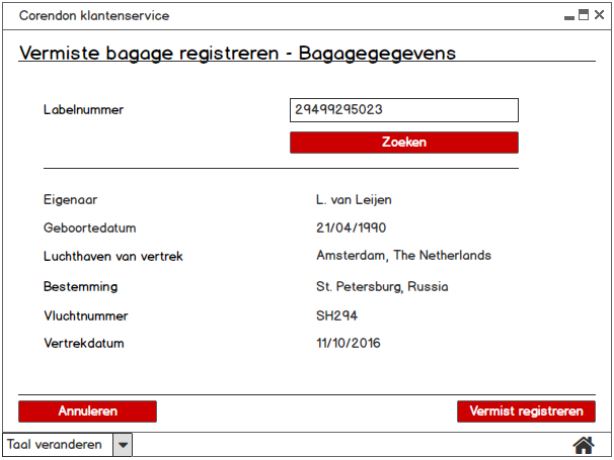 Corendon klantenservice
Vermiste bagage registreren - Bagagegegevens
Labelnummer 29499295023
Zoeken
Eigenaar L. van Leijen
Geboortedatum 21/04/1990
Luchthaven van vertrek Amsterdam, The Netherlands
Bestemming St. Petersburg, Russia
Vluchtnummer SH294
Vertrekdatum 11/10/2016
Annuleren Vermist registreren
Taal veranderen